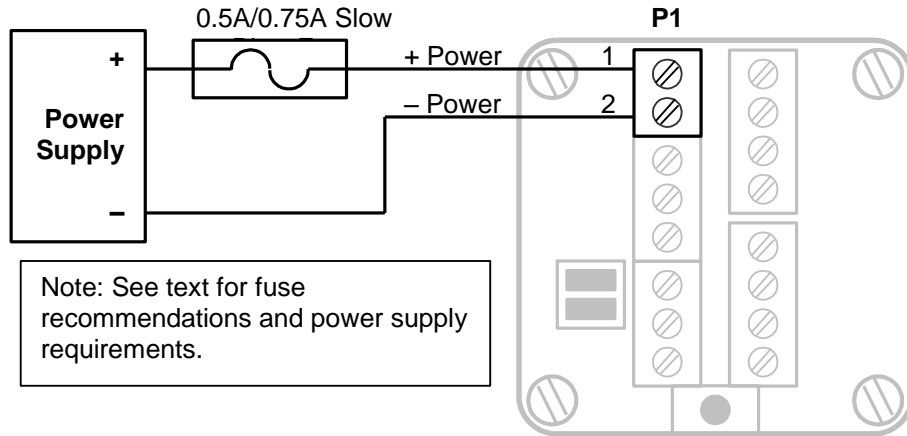 0.5A/0.75A Slow
P1
+
+ Power
1
– Power
2
Power
Supply
–
Note: See text for fuse
recommendations and power supply
requirements.